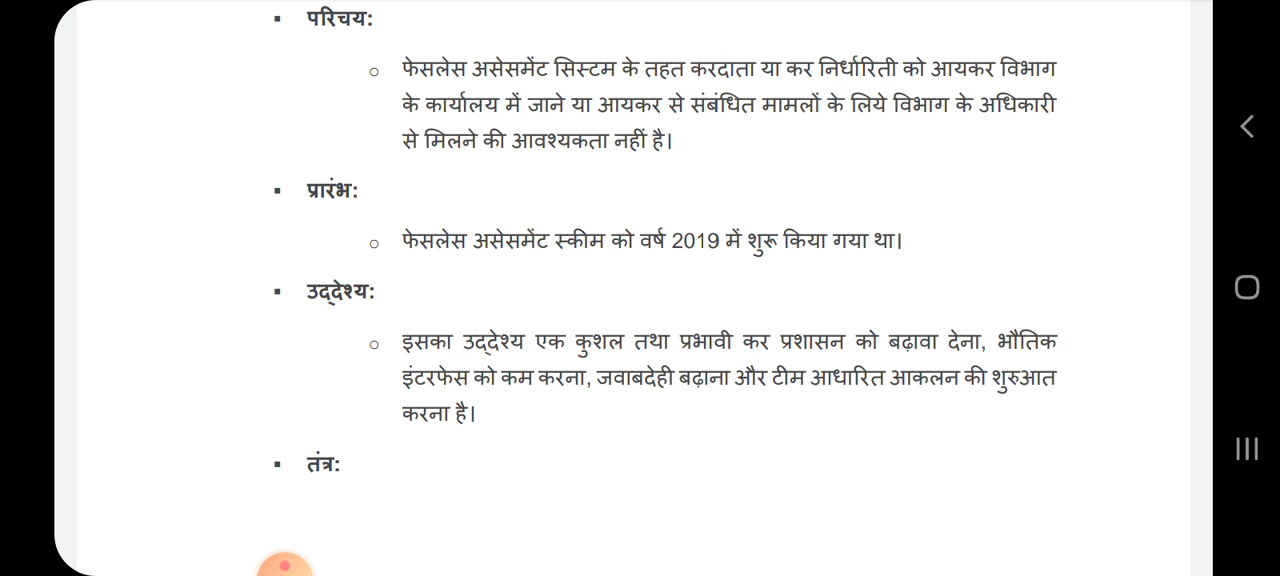 ▪ परिचय:
○ फेसलेस असेसमेंट सिस्टम के तहत करदाता या कर निर्धारिती को आयकर विभाग
के कार्यालय में जाने या आयकर से संबंधित मामलों के लिये विभाग के अधिकारी
से मिलने की आवश्यकता नहीं है।
▪ प्रारंभ:
○ फेसलेस असेसमेंट स्कीम को वर्ष 2019 में शुरू किया गया था।
▪ उद्देश्य:
○ इसका उद्देश्य एक कुशल तथा प्रभावी कर प्रशासन को बढ़ावा देना, भौतिक
इंटरफेस को कम करना, जवाबदेही बढ़ाना और टीम आधारित आकलन की शुरुआत
करना है।
▪ तंत्र: